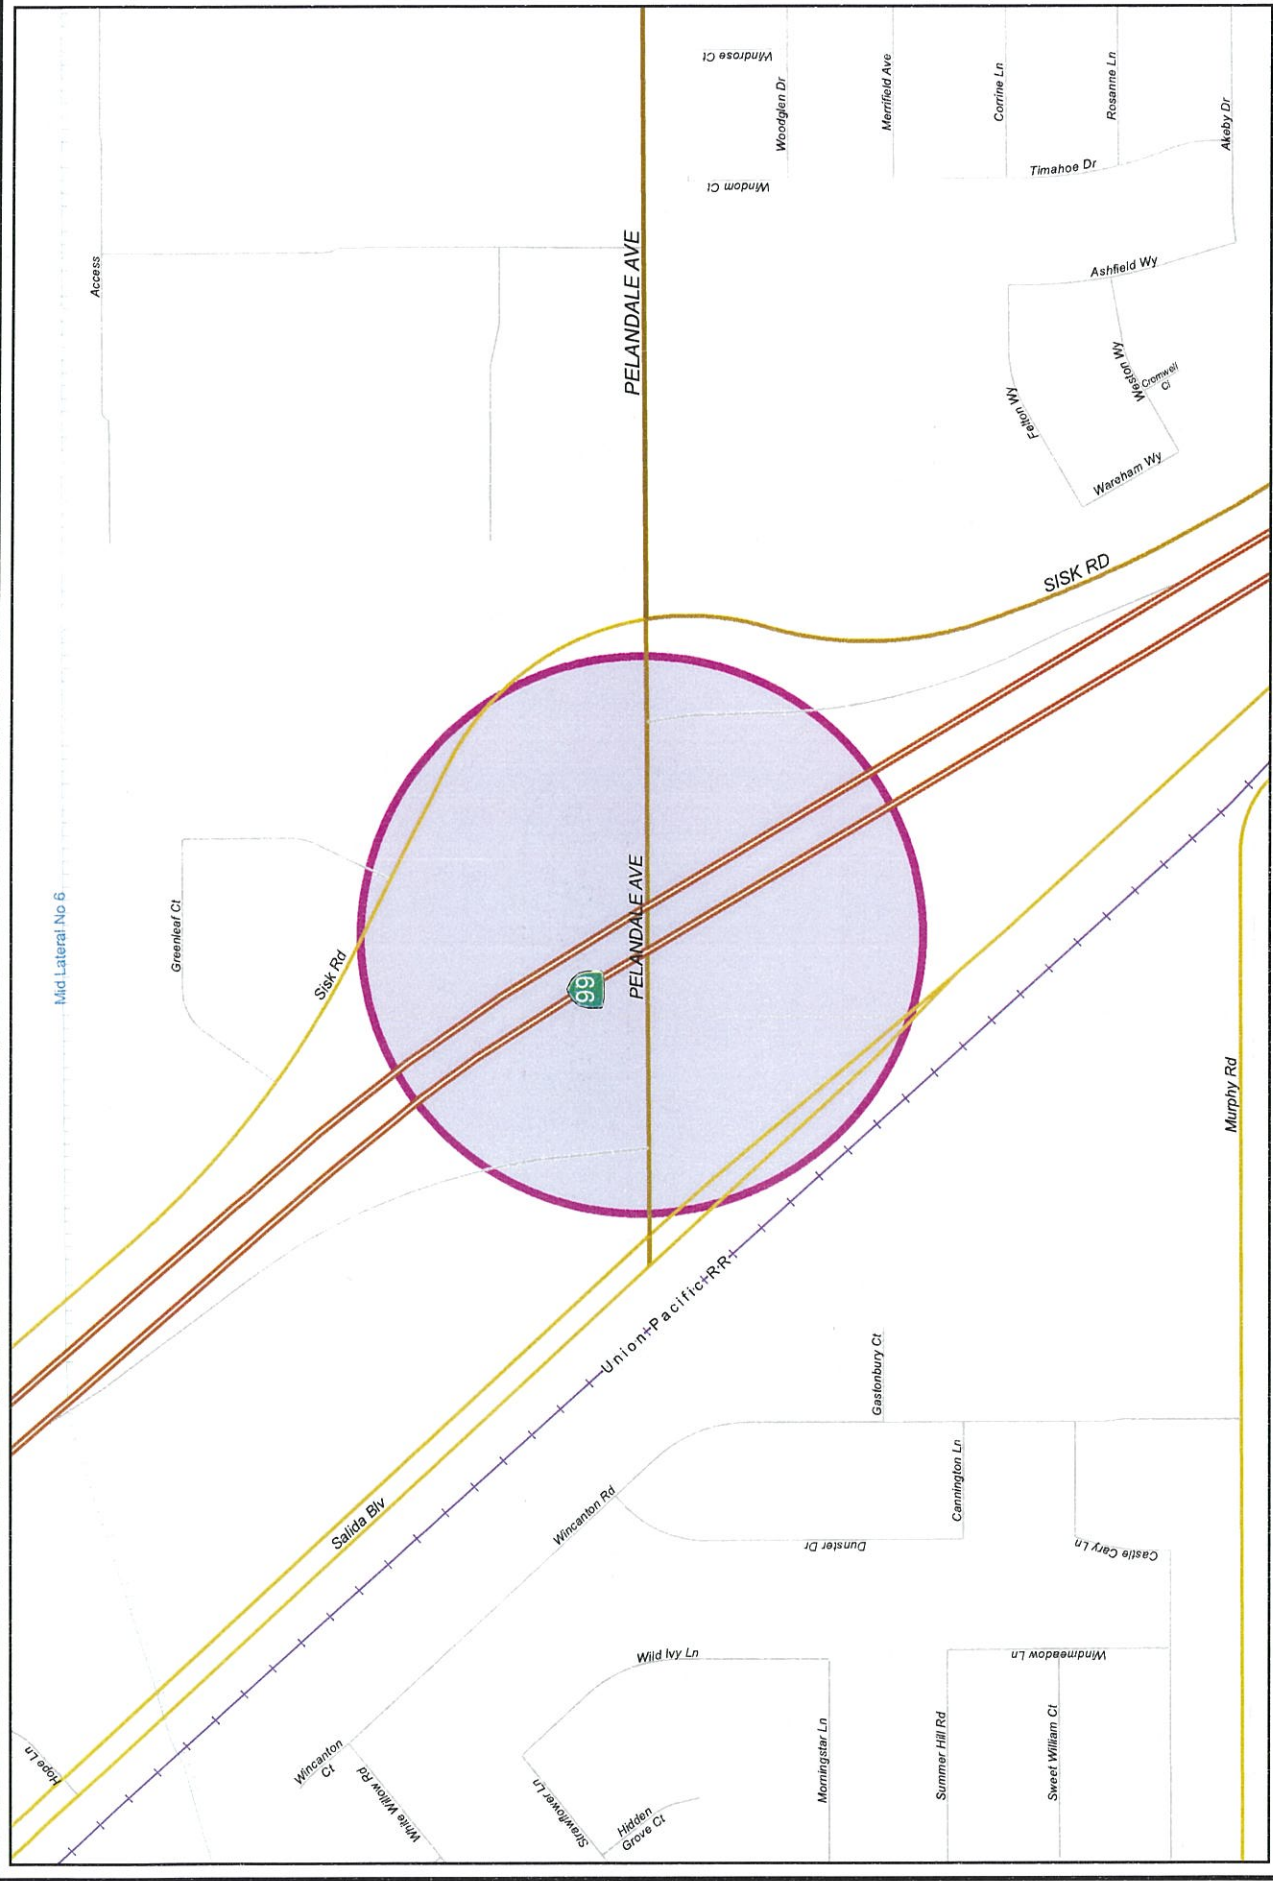 Windrose Ct
Woodglen Dr
Merrifield Ave
Corrine Ln
Rosanne Ln
Akeby Dr
Windom Ct
Timahoe Dr
Access
PELANDALE AVE
Ashfield Wy
Weston Wy
Cromwell
Ct
Felton Wy
Wareham Wy
SISK RD
Mid Lateral No 6
Greenleaf Ct
Sisk Rd
PELANDALE AVE
99
Murphy Rd
Union Pacific RR
Gastonbury Ct
Salida Blv
Wincanton Rd
Cannington Ln
Dunster Dr
Castle Cary Ln
Wild Ivy Ln
Windmeadow Ln
Hope Ln
Wincanton
Ct
White Willow Rd
Strawflower Ln
Hidden
Grove Ct
Morningstar Ln
Summer Hill Rd
Sweet William Ct